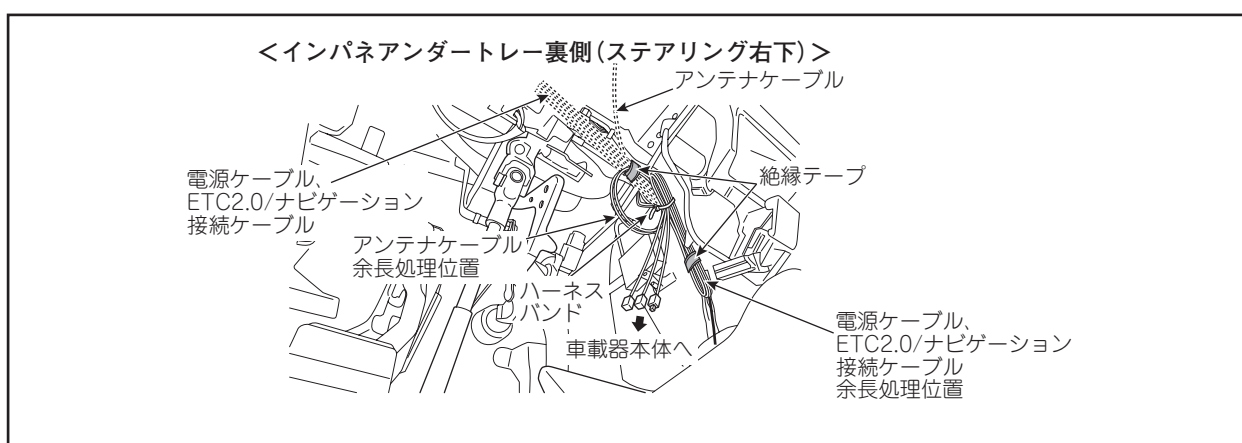 ＜インパネアンダートレー裏側(ステアリング右下)＞
アンテナケーブル
絶縁テープ
電源ケーブル、
ETC2.0/ナビゲーション
接続ケーブル
アンテナケーブル
余長処理位置
ハーネス
バンド
車載器本体へ
電源ケーブル、
ETC2.0/ナビゲーション
接続ケーブル
余長処理位置